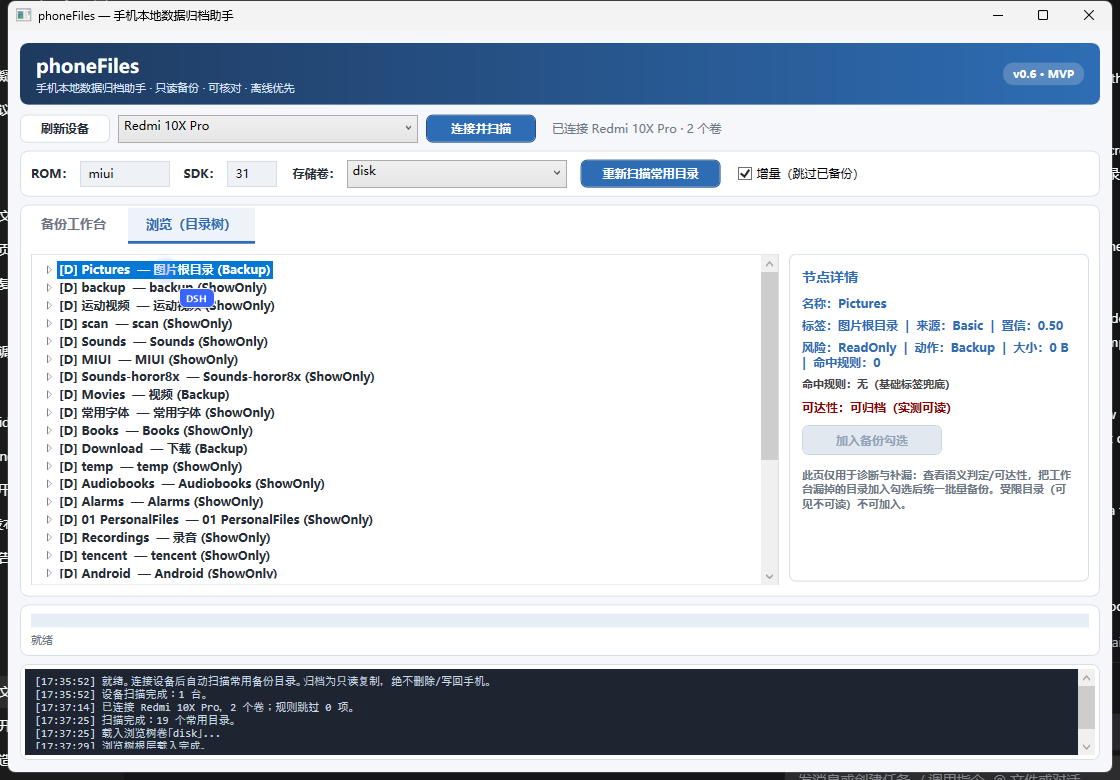 phoneFiles — 手机本地数据归档助手
phoneFiles
手机本地数据归档助手 · 只读备份 · 可核对 · 离线优先
v0.6 • MVP
刷新设备
Redmi 10X Pro
连接并扫描
已连接 Redmi 10X Pro · 2 个卷
ROM:
miui
SDK:
31
存储卷:
disk
重新扫描常用目录
增量（跳过已备份）
备份工作台
浏览（目录树）
[D] Pictures — 图片根目录 (Backup)
[D] backup — backup (ShowOnly)
DSH
[D] 运动视频 — 运动视频 (ShowOnly)
[D] scan — scan (ShowOnly)
[D] Sounds — Sounds (ShowOnly)
[D] MIUI — MIUI (ShowOnly)
[D] Sounds-horor8x — Sounds-horor8x (ShowOnly)
[D] Movies — 视频 (Backup)
[D] 常用字体 — 常用字体 (ShowOnly)
[D] Books — Books (ShowOnly)
[D] Download — 下载 (Backup)
[D] temp — temp (ShowOnly)
[D] Audiobooks — Audiobooks (ShowOnly)
[D] Alarms — Alarms (ShowOnly)
[D] 01 PersonalFiles — 01 PersonalFiles (ShowOnly)
[D] Recordings — 录音 (ShowOnly)
[D] tencent — tencent (ShowOnly)
[D] Android — Android (ShowOnly)
节点详情
名称: Pictures
标签: 图片根目录 | 来源: Basic | 置信: 0.50
风险: ReadOnly | 动作: Backup | 大小: 0 B
| 命中规则: 0
命中规则: 无（基础标签兜底）
可达性: 可归档（实测可读）
加入备份勾选
此页仅用于诊断与补漏: 查看语义判定/可达性, 把工作
台漏掉的目录加入勾选后统一批量备份。受限目录（可
见不可读）不可加入。
就绪
[17:35:52] 就绪。连接设备后自动扫描常用备份目录。归档为只读复制, 绝不删除/写回手机。
[17:35:52] 设备扫描完成：1 台。
[17:37:14] 已连接 Redmi 10X Pro, 2 个卷；规则跳过 0 项。
[17:37:25] 扫描完成：19 个常用目录。
[17:37:25] 载入浏览树卷「disk」...
[17:37:29] 浏览树根层载入完成。